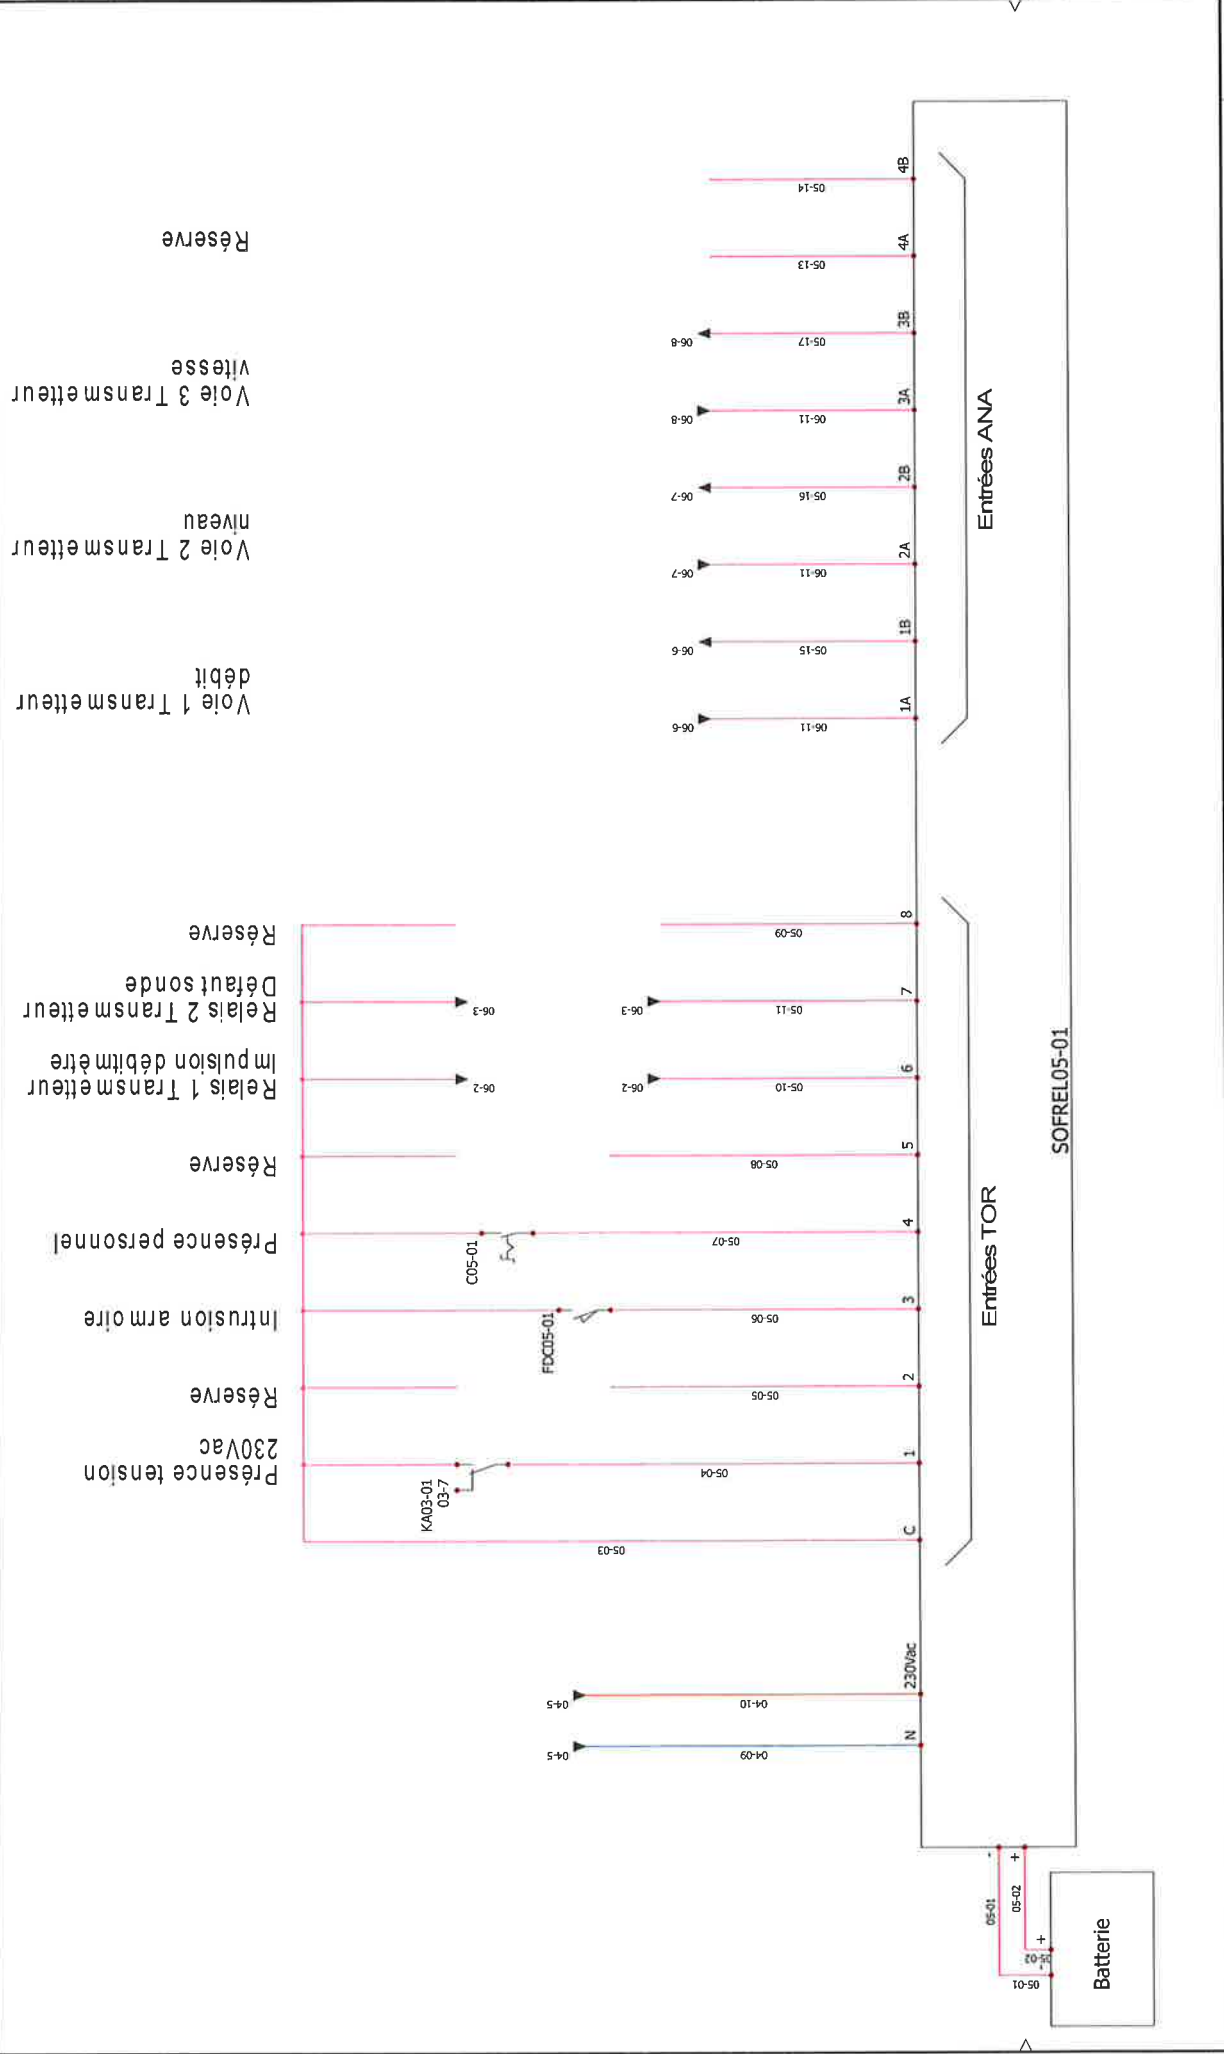 Batterie
05-01
05-02
05-01
05-02
-
+
-
+
04-5
04-09
N
04-5
04-10
230Vac
SOFREL05-01
Entrées TOR
05-03
C
Présence tension
230Vac
KA03-01
03-7
05-04
1
Réserve
05-05
2
Intrusion armoire
FDC05-01
05-06
3
Présence personnel
C05-01
05-07
4
Réserve
05-08
5
Relais 1 Transmetteur
Impulsion débitmètre
06-2
06-2
05-10
6
Relais 2 Transmetteur
Défaut sonde
06-3
06-3
05-11
7
Réserve
05-09
8
Entrées ANA
Voie 1 Transmetteur
débit
06-6
06-11
1A
06-6
05-15
1B
Voie 2 Transmetteur
niveau
06-7
06-11
2A
06-7
05-16
2B
Voie 3 Transmetteur
vitesse
06-8
06-11
3A
06-8
05-17
3B
Réserve
05-13
4A
05-14
4B